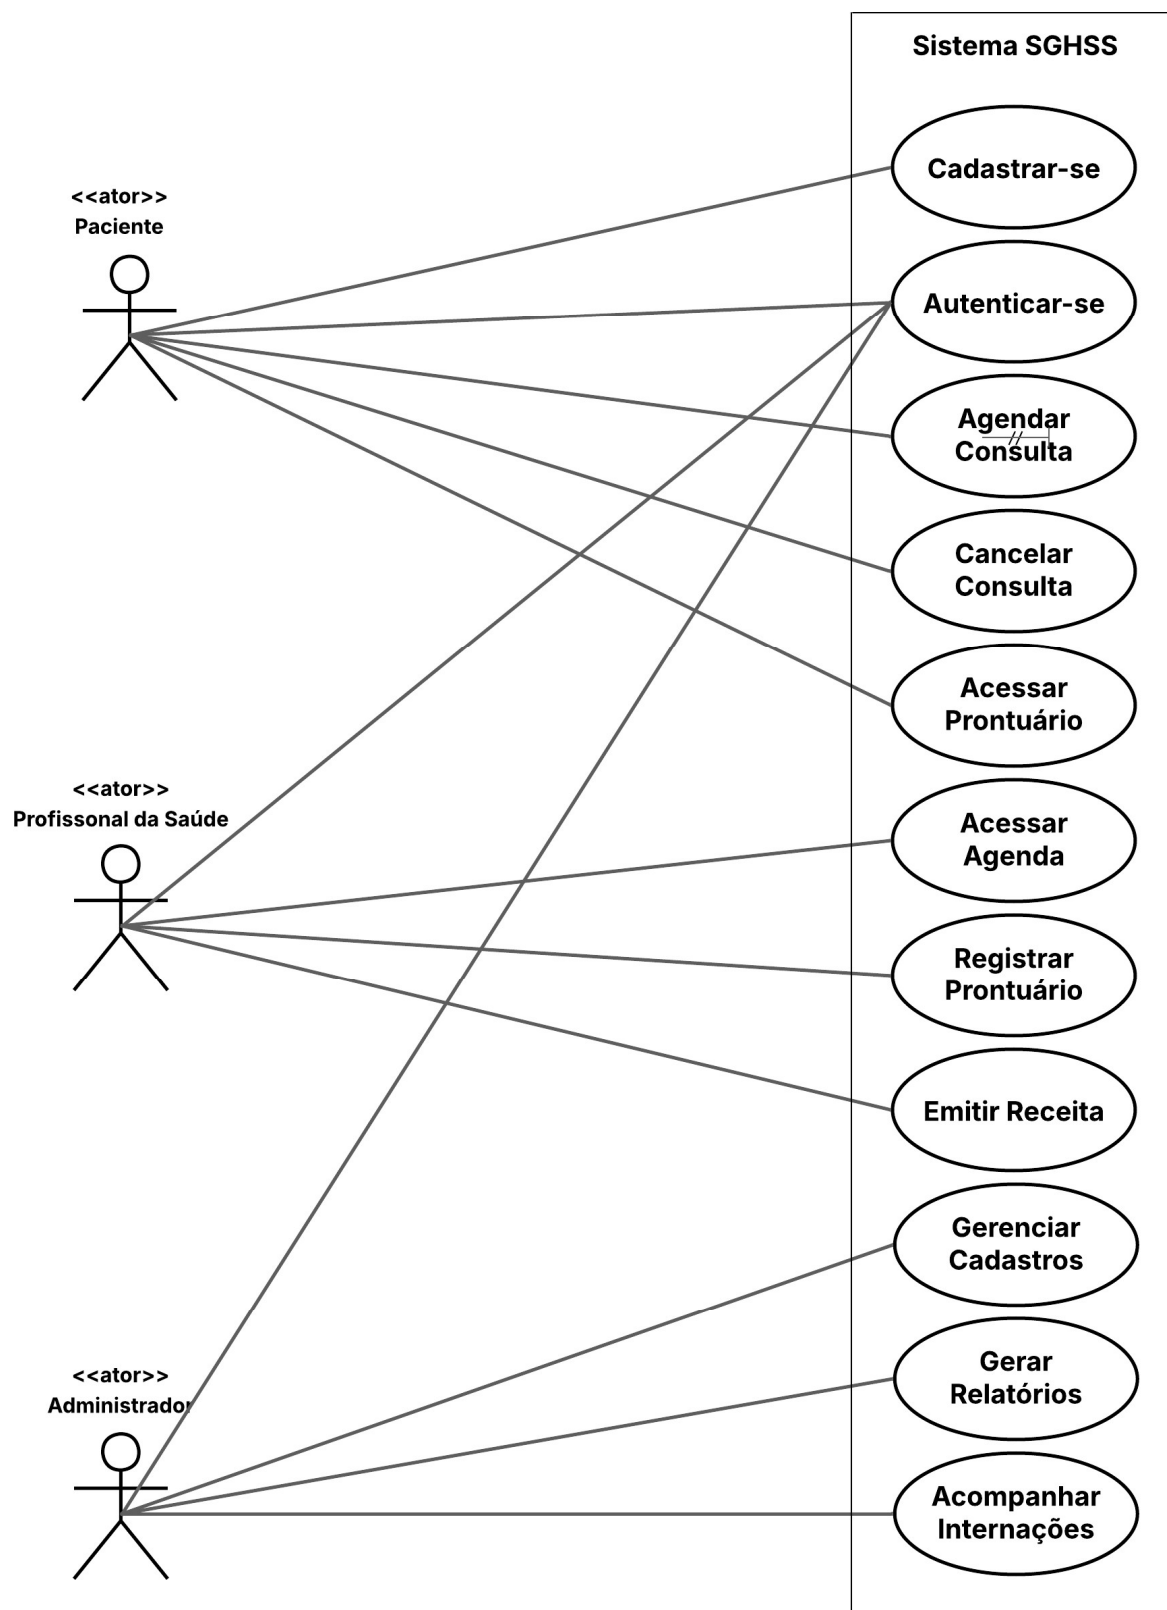 Sistema SGHSS
Cadastrar-se
<<ator>>
Paciente
Autenticar-se
Agendar
Consulta
Cancelar
Consulta
Acessar
Prontuário
<<ator>>
Profissonal da Saúde
Acessar
Agenda
Registrar
Prontuário
Emitir Receita
Gerenciar
Cadastros
<<ator>>
Administrador
Gerar
Relatórios
Acompanhar
Internações